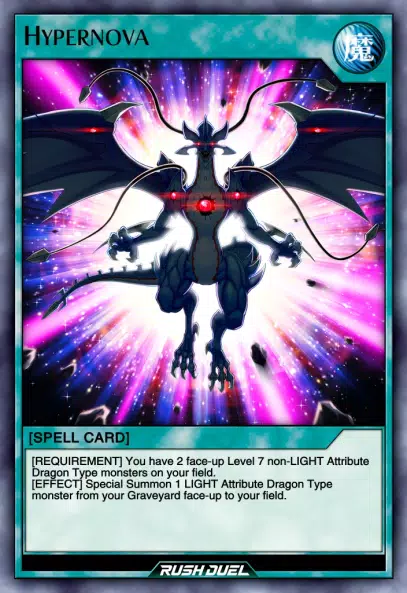 HYPERNOVA
魔
[SPELL CARD]
[REQUIREMENT] You have 2 face-up Level 7 non-LIGHT Attribute
Dragon Type monsters on your field.
[EFFECT] Special Summon 1 LIGHT Attribute Dragon Type
monster from your Graveyard face-up to your field.
RUSH DUEL